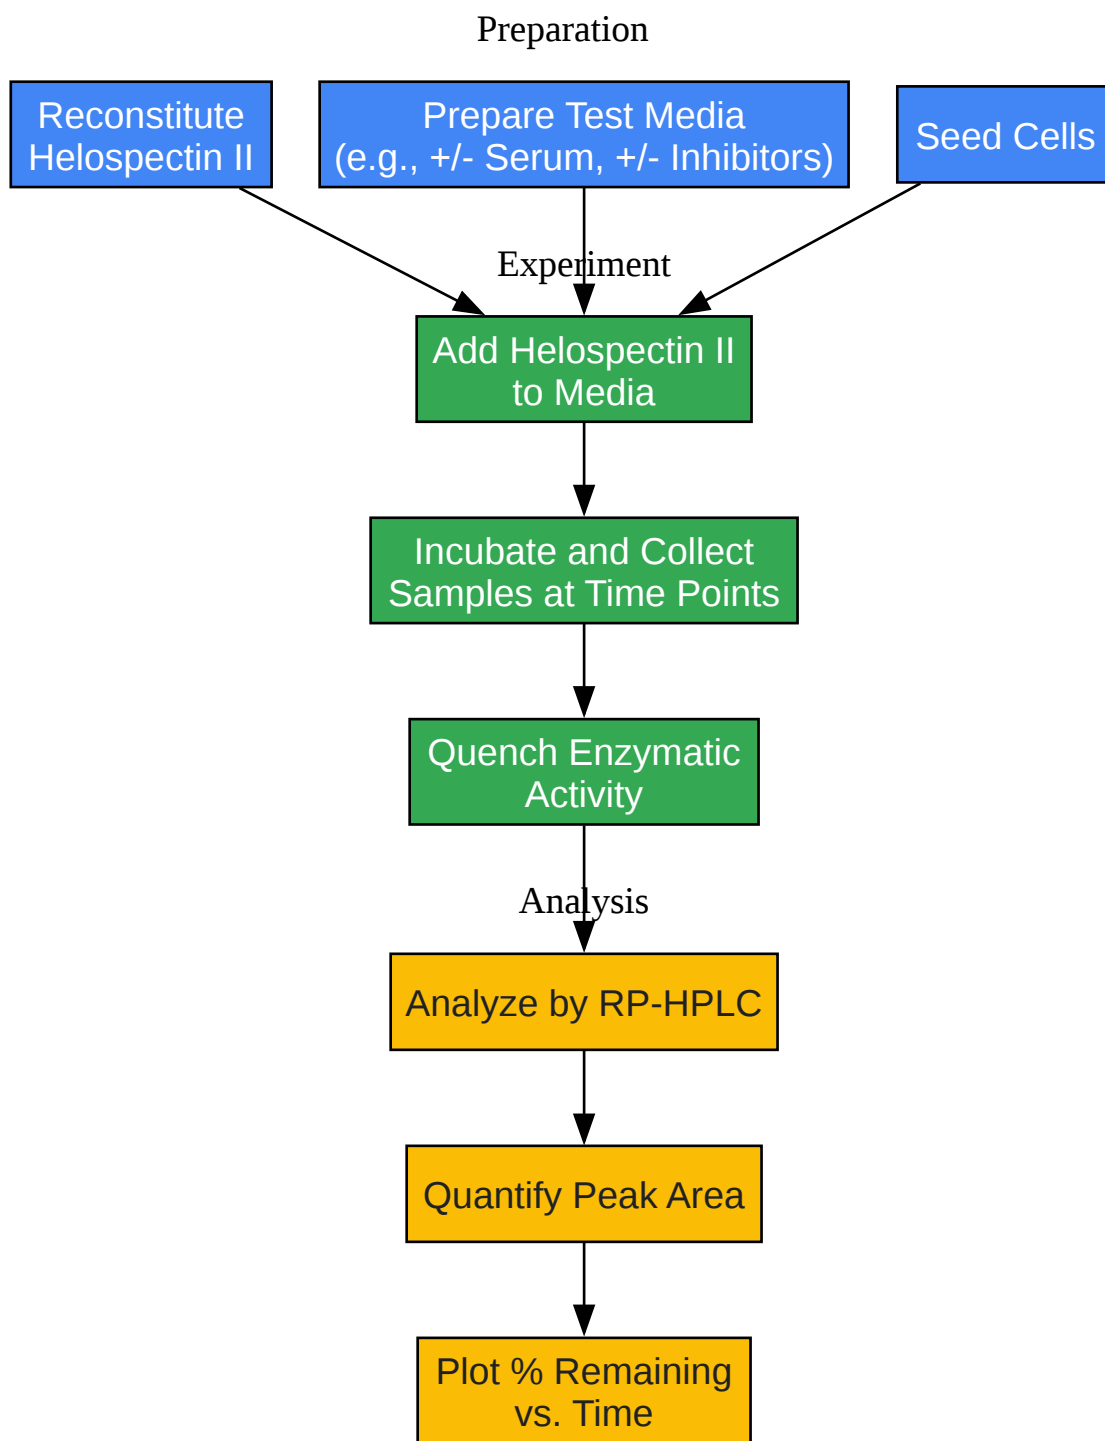 Preparation
Reconstitute
Helospectin II
Prepare Test Media
(e.g., +/- Serum, +/- Inhibitors)
Seed Cells
Experiment
Add Helospectin II
to Media
Incubate and Collect
Samples at Time Points
Quench Enzymatic
Activity
Analysis
Analyze by RP-HPLC
Quantify Peak Area
Plot % Remaining
vs. Time